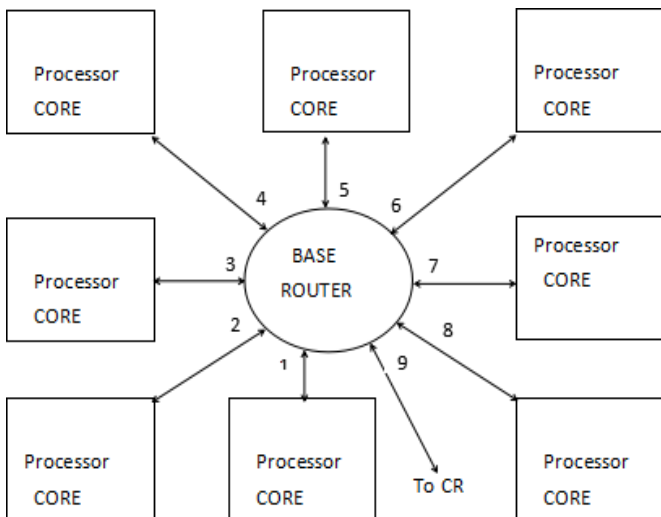 Processor
CORE
Processor
CORE
Processor
CORE
4
5
6
Processor
CORE
3
BASE
ROUTER
7
Processor
CORE
2
1
9
8
Processor
CORE
Processor
CORE
To CR
Processor
CORE